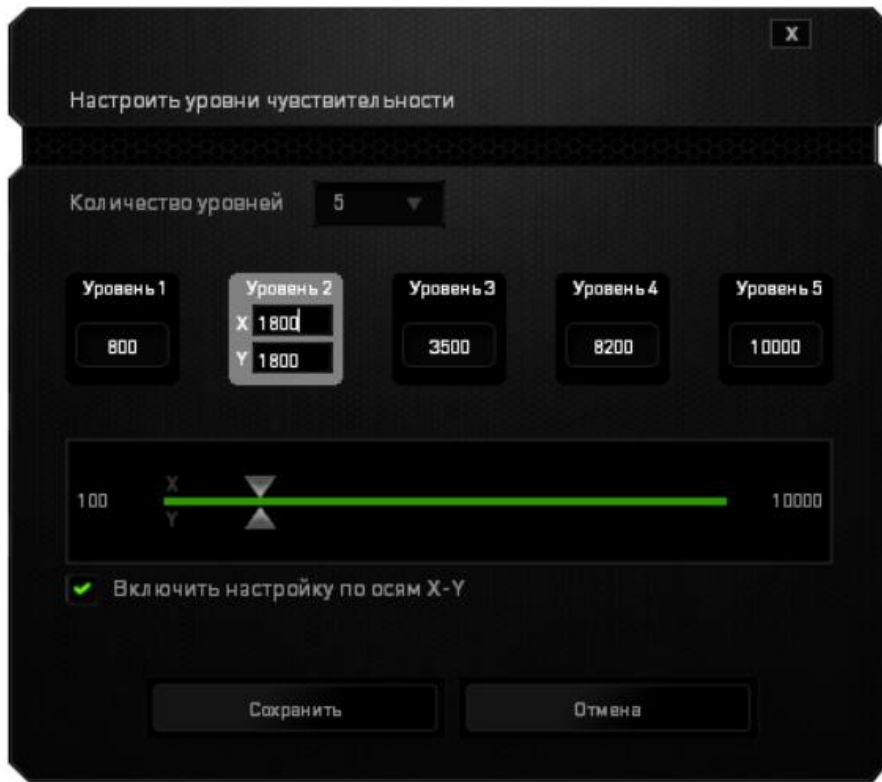 X
Настроить уровни чувствительности
Количество уровней 5
Уровень 1 Уровень 2 Уровень 3 Уровень 4 Уровень 5
800 X 1800 3500 8200 10000
Y 1800
X
100 10000
Y
Включить настройку по осям X-Y
Сохранить Отмена